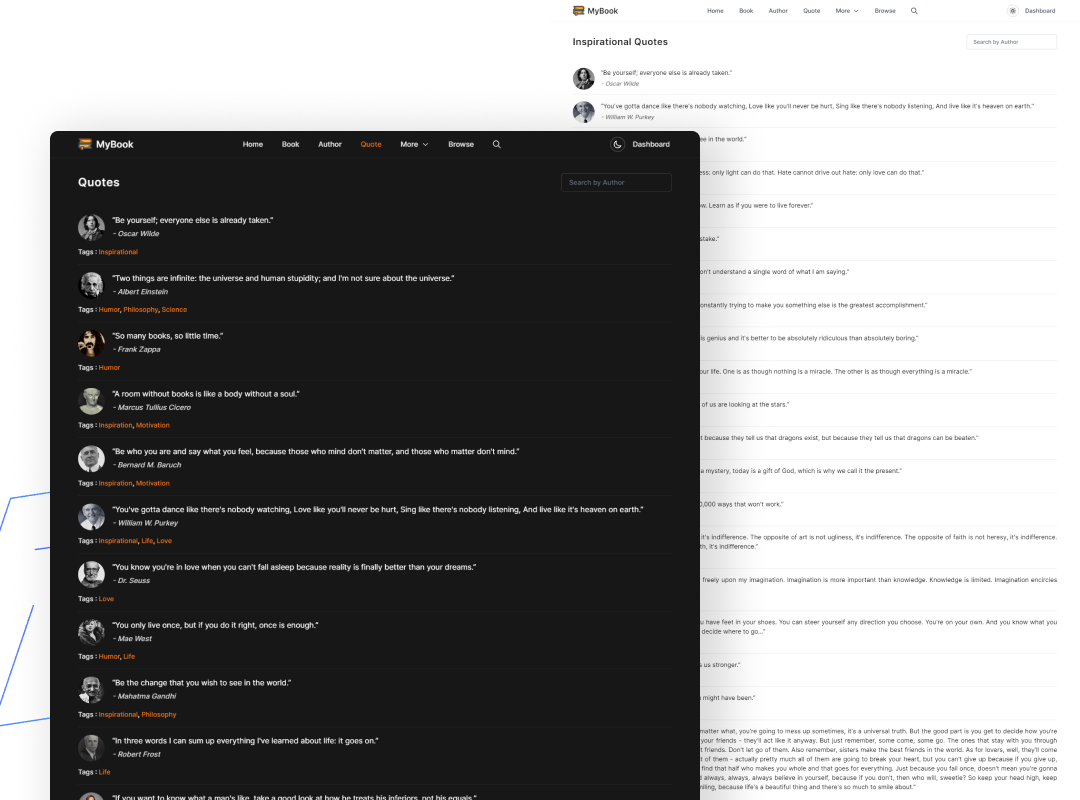 MyBook
Home Book Author Quote More Browse
Dashboard
Inspirational Quotes
Search by Author
"Be yourself; everyone else is already taken."
- Oscar Wilde
"You've gotta dance like there's nobody watching, Love like you'll never be hurt, Sing like there's nobody listening, And live like it's heaven on earth."
- William W. Purkey
ee in the world."
ess: only light can do that. Hate cannot drive out hate: only love can do that."
w. Learn as if you were to live forever."
stake."
on't understand a single word of what I am saying."
onstantly trying to make you something else is the greatest accomplishment."
is genius and it's better to be absolutely ridiculous than absolutely boring."
our life. One is as though nothing is a miracle. The other is as though everything is a miracle."
of us are looking at the stars."
t because they tell us that dragons exist, but because they tell us that dragons can be beaten."
a mystery, today is a gift of God, which is why we call it the present."
0,000 ways that won't work."
it's indifference. The opposite of art is not ugliness, it's indifference. The opposite of faith is not heresy, it's indifference.
th, it's indifference."
freely upon my imagination. Imagination is more important than knowledge. Knowledge is limited. Imagination encircles
u have feet in your shoes. You can steer yourself any direction you choose. You're on your own. And you know what you
decide where to go..."
s us stronger."
might have been."
matter what, you're going to mess up sometimes, it's a universal truth. But the good part is you get to decide how you're
your friends - they'll act like it anyway. But just remember, some come, some go. The ones that stay with you through
t friends. Don't let go of them. Also remember, sisters make the best friends in the world. As for lovers, well, they'll come
t of them - actually pretty much all of them are going to break your heart, but you can't give up because if you give up,
find that half who makes you whole and that goes for everything. Just because you fail once, doesn't mean you're gonna
d always, always, always believe in yourself, because if you don't, then who will, sweetie? So keep your head high, keep
niling, because life's a beautiful thing and there's so much to smile about."
MyBook
Home Book Author Quote More Browse
Dashboard
Quotes
Search by Author
"Be yourself; everyone else is already taken."
- Oscar Wilde
Tags : Inspirational
"Two things are infinite: the universe and human stupidity; and I'm not sure about the universe."
- Albert Einstein
Tags : Humor, Philosophy, Science
"So many books, so little time."
- Frank Zappa
Tags : Humor
"A room without books is like a body without a soul."
- Marcus Tullius Cicero
Tags : Inspiration, Motivation
"Be who you are and say what you feel, because those who mind don't matter, and those who matter don't mind."
- Bernard M. Baruch
Tags : Inspiration, Motivation
"You've gotta dance like there's nobody watching, Love like you'll never be hurt, Sing like there's nobody listening, And live like it's heaven on earth."
- William W. Purkey
Tags : Inspirational, Life, Love
"You know you're in love when you can't fall asleep because reality is finally better than your dreams."
- Dr. Seuss
Tags : Love
"You only live once, but if you do it right, once is enough."
- Mae West
Tags : Humor, Life
"Be the change that you wish to see in the world."
- Mahatma Gandhi
Tags : Inspirational, Philosophy
"In three words I can sum up everything I've learned about life: it goes on."
- Robert Frost
Tags : Life
"If you want to know what a man's like, take a good look at how he treats his inferiors, not his equals."